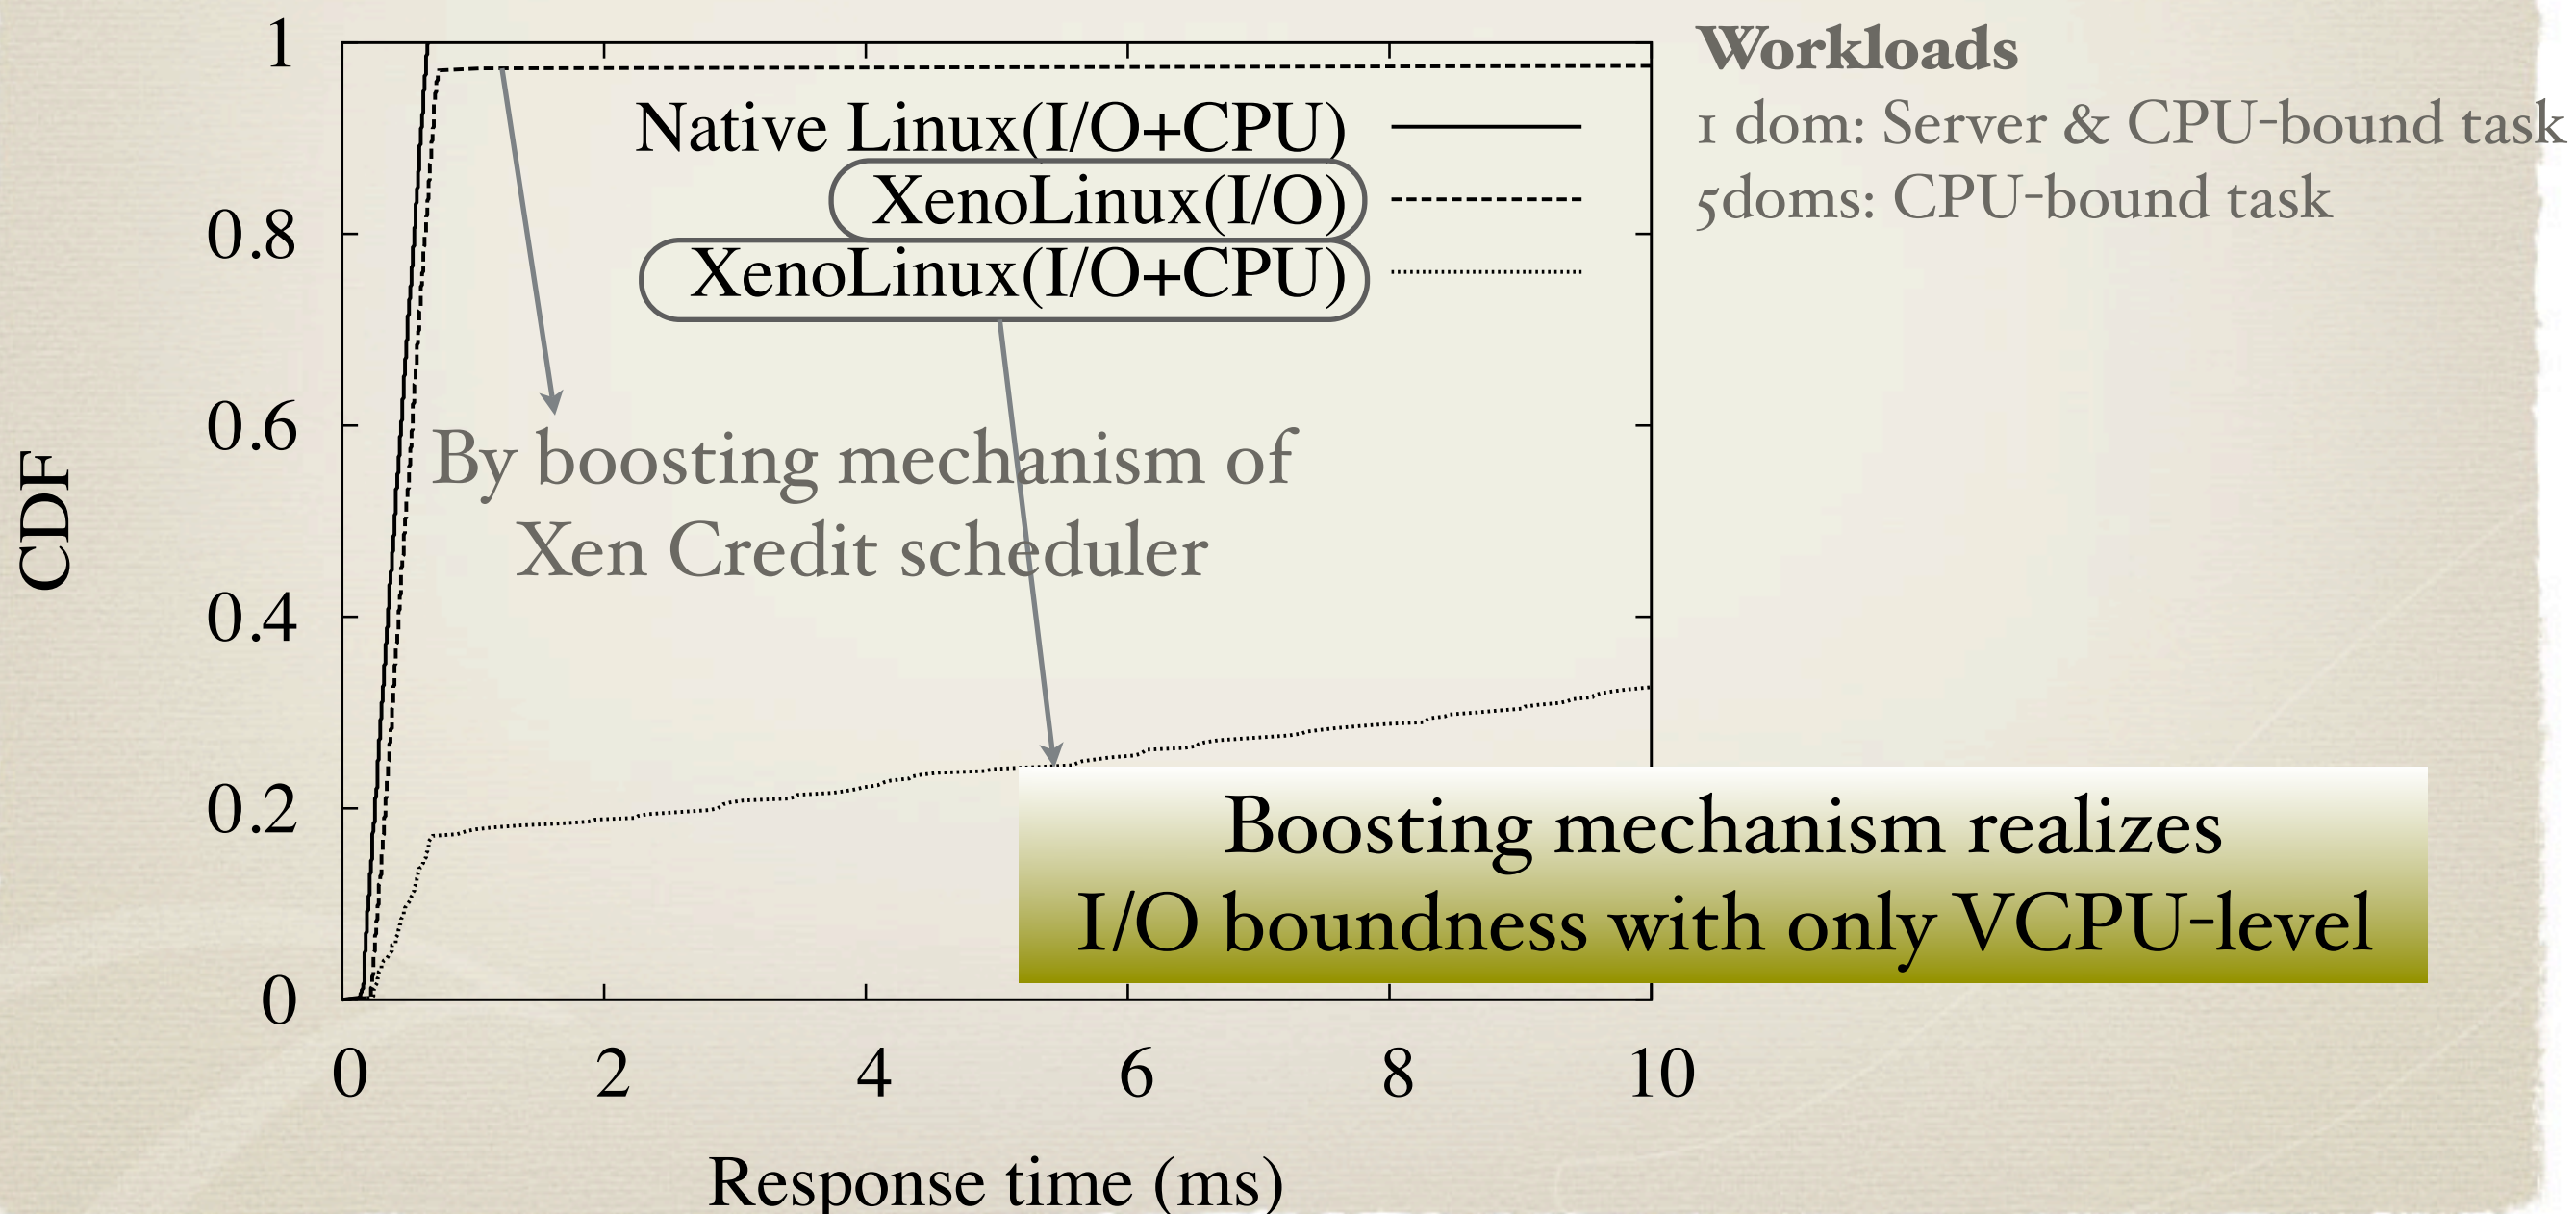 1
0.8
0.6
0.4
0.2
0
CDF
Native Linux(I/O+CPU)
XenoLinux(I/O)
XenoLinux(I/O+CPU)
Workloads
1 dom: Server & CPU-bound task
5doms: CPU-bound task
By boosting mechanism of
Xen Credit scheduler
Boosting mechanism realizes
I/O boundness with only VCPU-level
0 2 4 6 8 10
Response time (ms)